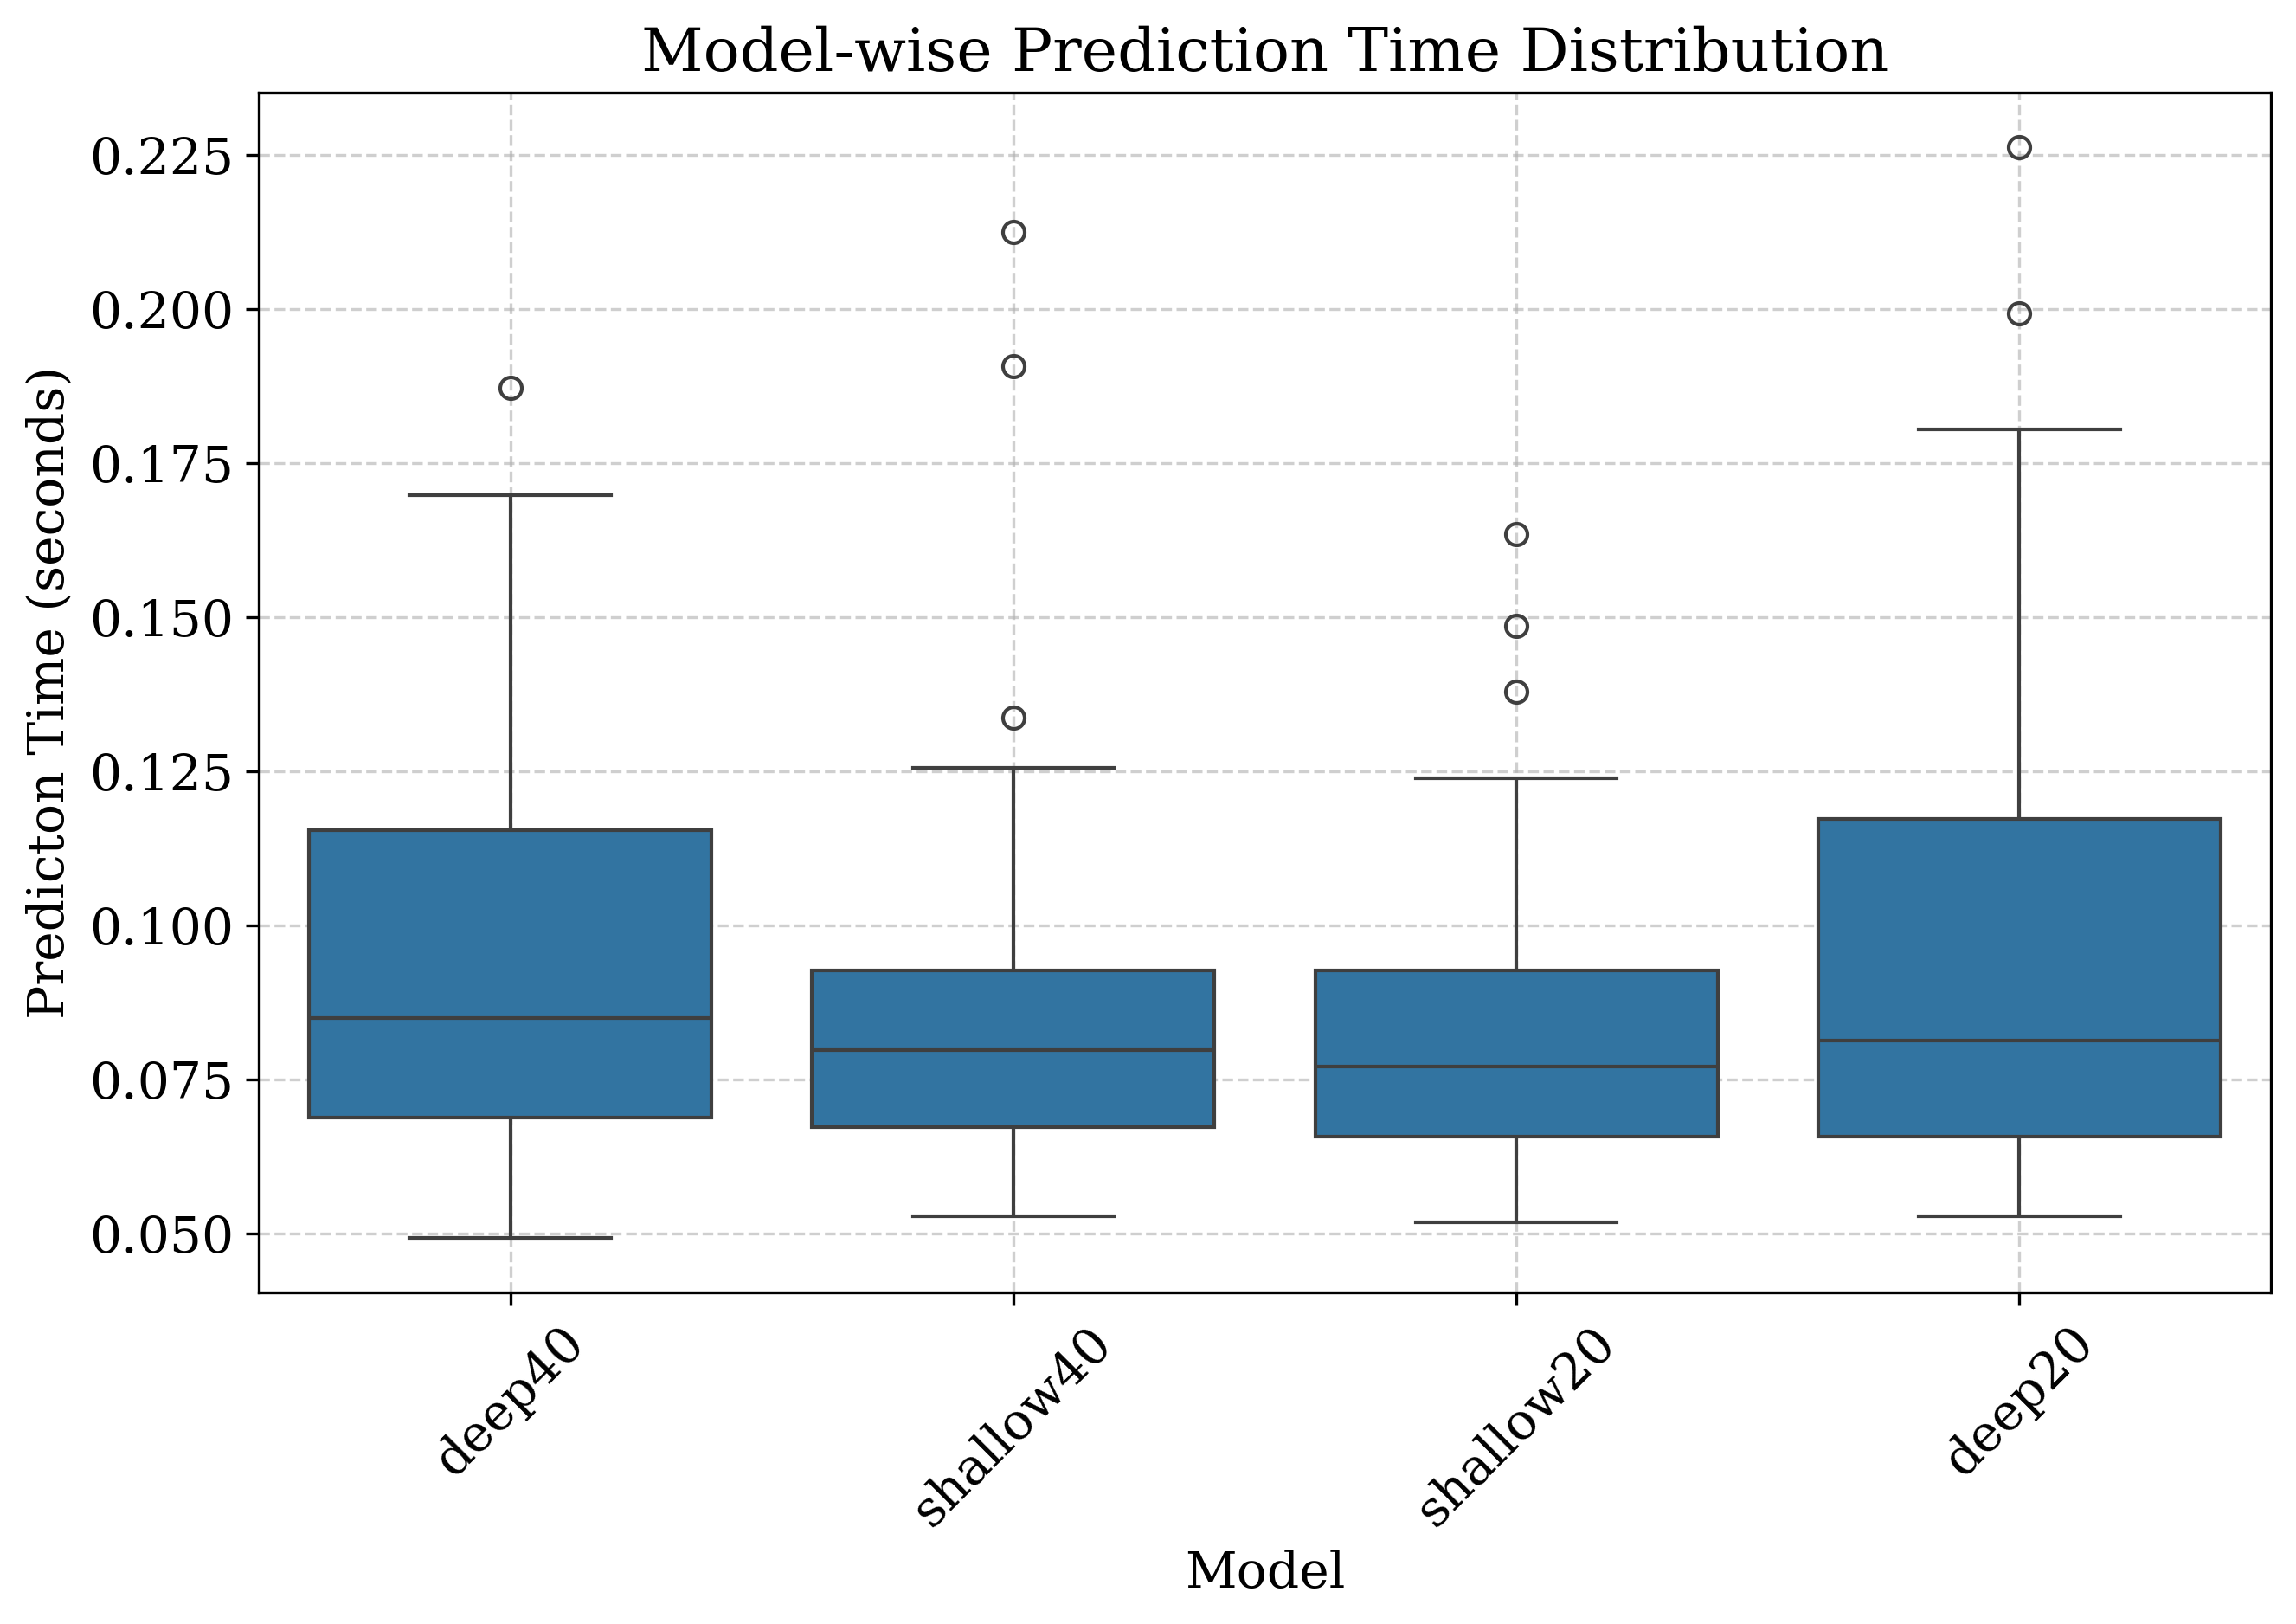 Model-wise Prediction Time Distribution
Predicton Time (seconds)
0.225
0.200
0.175
0.150
0.125
0.100
0.075
0.050
deep40
shallow40
shallow20
deep20
Model